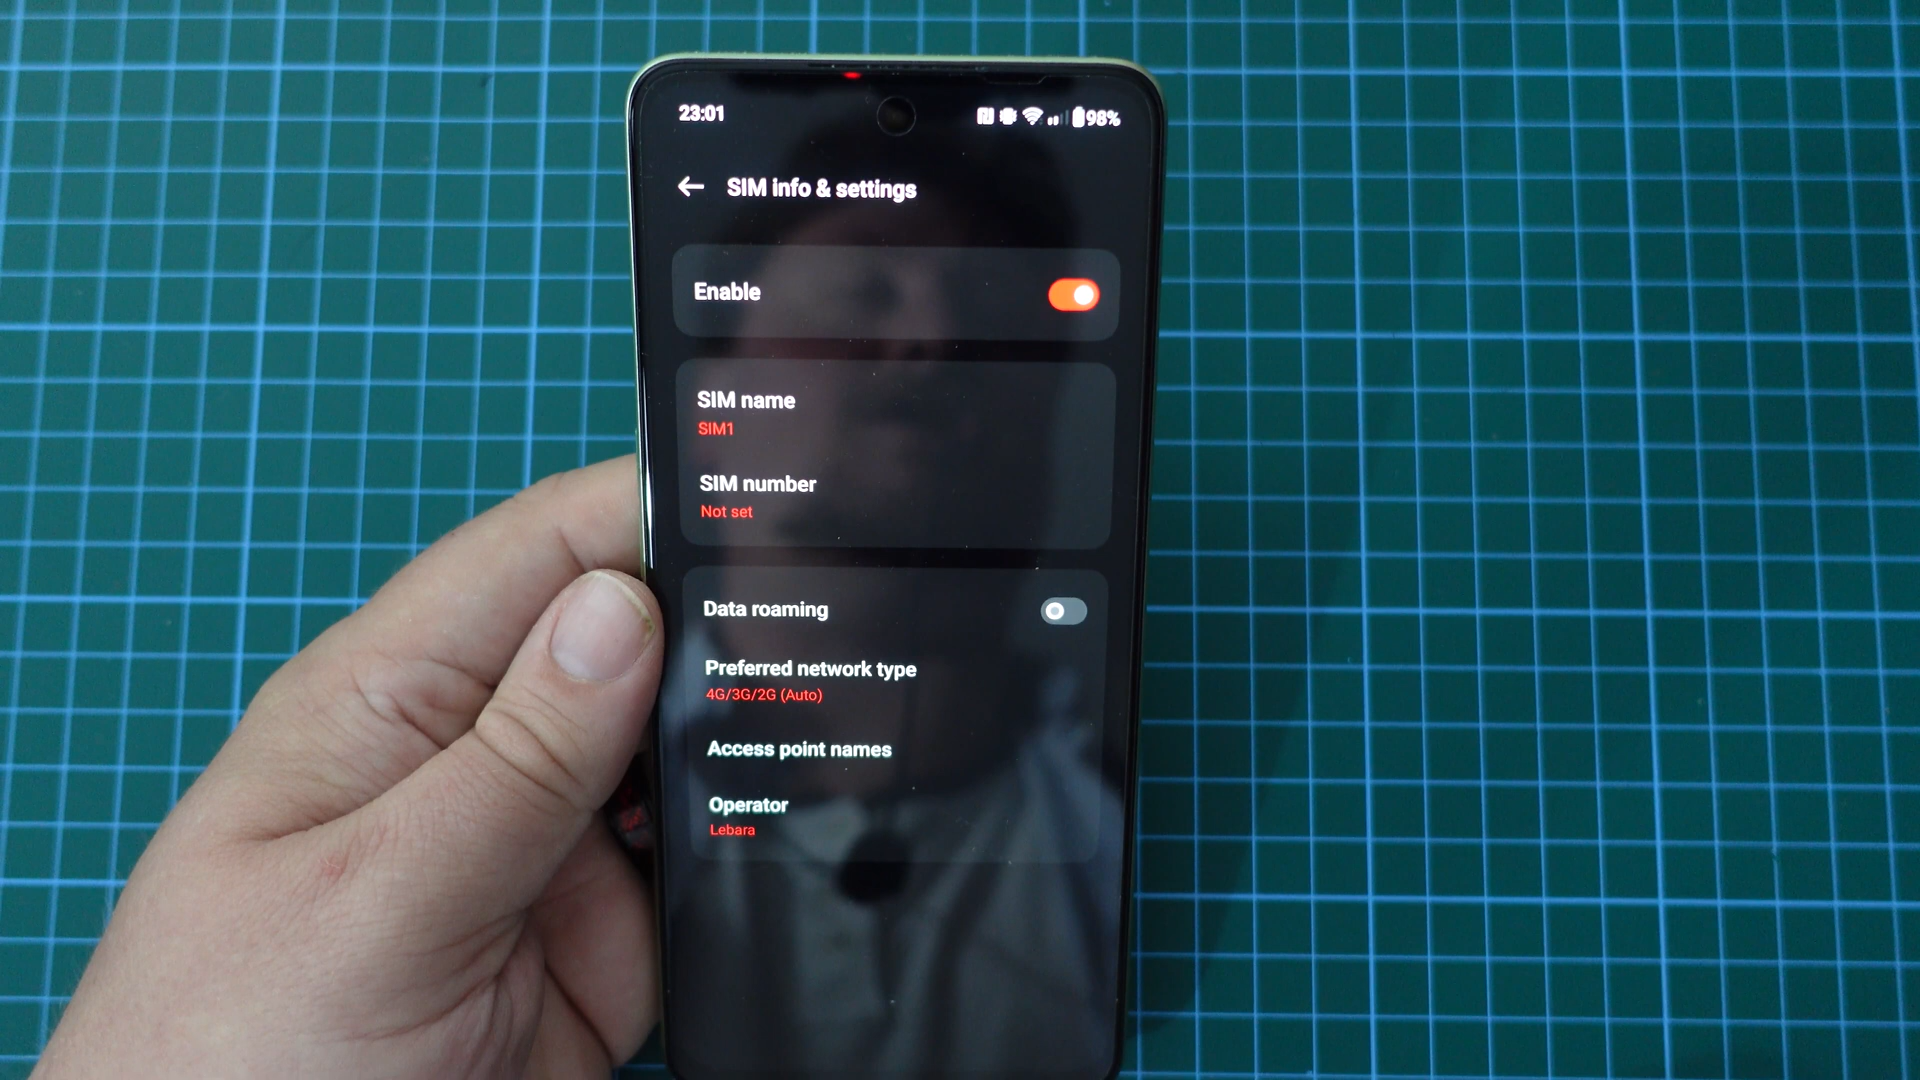 23:01
98%
SIM info & settings
Enable
SIM name
SIM1
SIM number
Not set
Data roaming
Preferred network type
4G/3G/2G (Auto)
Access point names
Operator
Lebara